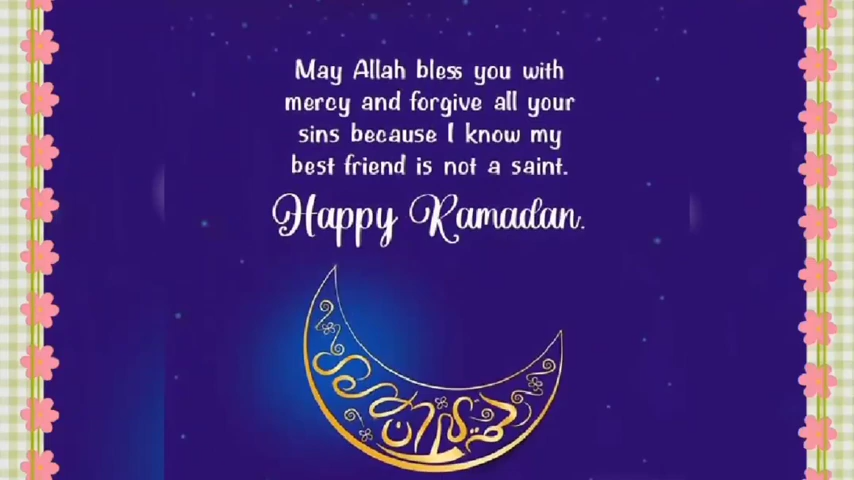 May Allah bless you with
mercy and forgive all your
sins because I know my
best friend is not a saint.
Happy Ramadan.